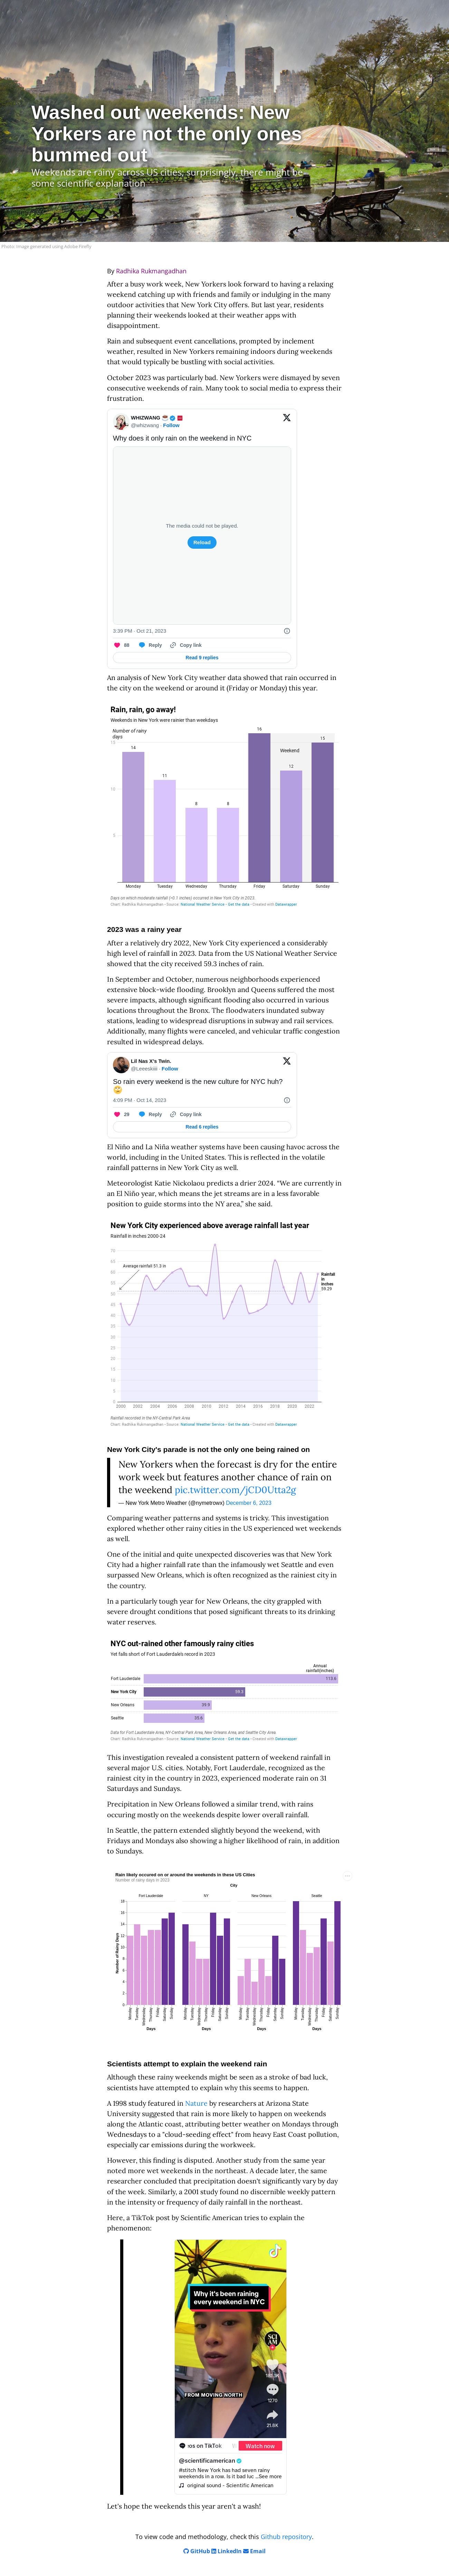 Washed out weekends: New
Yorkers are not the only ones
bummed out
Weekends are rainy across US cities; surprisingly, there might be
some scientific explanation
Photo: Image generated using Adobe Firefly
By Radhika Rukmangadhan
After a busy work week, New Yorkers look forward to having a relaxing
weekend catching up with friends and family or indulging in the many
outdoor activities that New York City offers. But last year, residents
planning their weekends looked at their weather apps with
disappointment.
Rain and subsequent event cancellations, prompted by inclement
weather, resulted in New Yorkers remaining indoors during weekends
that would typically be bustling with social activities.
October 2023 was particularly bad. New Yorkers were dismayed by seven
consecutive weekends of rain. Many took to social media to express their
frustration.
WHIZWANG
@whizwang · Follow
Why does it only rain on the weekend in NYC
The media could not be played.
Reload
3:39 PM · Oct 21, 2023
88 Reply Copy link
Read 9 replies
An analysis of New York City weather data showed that rain occurred in
the city on the weekend or around it (Friday or Monday) this year.
Rain, rain, go away!
Weekends in New York were rainier than weekdays
Number of rainy
days
16
15
15
Weekend
14
12
11
10
8
8
5
Monday Tuesday Wednesday Thursday Friday Saturday Sunday
Days on which moderate rainfall (>0.1 inches) occurred in New York City in 2023.
Chart: Radhika Rukmangadhan · Source: National Weather Service · Get the data · Created with Datawrapper
2023 was a rainy year
After a relatively dry 2022, New York City experienced a considerably
high level of rainfall in 2023. Data from the US National Weather Service
showed that the city received 59.3 inches of rain.
In September and October, numerous neighborhoods experienced
extensive block-wide flooding. Brooklyn and Queens suffered the most
severe impacts, although significant flooding also occurred in various
locations throughout the Bronx. The floodwaters inundated subway
stations, leading to widespread disruptions in subway and rail services.
Additionally, many flights were canceled, and vehicular traffic congestion
resulted in widespread delays.
Lil Nas X's Twin.
@Leeeskiiii · Follow
So rain every weekend is the new culture for NYC huh?
🙄
4:09 PM · Oct 14, 2023
29 Reply Copy link
Read 6 replies
El Niño and La Niña weather systems have been causing havoc across the
world, including in the United States. This is reflected in the volatile
rainfall patterns in New York City as well.
Meteorologist Katie Nickolaou predicts a drier 2024. “We are currently in
an El Niño year, which means the jet streams are in a less favorable
position to guide storms into the NY area,” she said.
New York City experienced above average rainfall last year
Rainfall in inches 2000-24
70
65
60
55
50
45
40
35
30
25
20
15
10
5
0
Average rainfall 51.3 in
Rainfall
in
inches
59.29
2000 2002 2004 2006 2008 2010 2012 2014 2016 2018 2020 2022
Rainfall recorded in the NY-Central Park Area
Chart: Radhika Rukmangadhan · Source: National Weather Service · Get the data · Created with Datawrapper
New York City's parade is not the only one being rained on
New Yorkers when the forecast is dry for the entire
work week but features another chance of rain on
the weekend pic.twitter.com/jCD0Utta2g
— New York Metro Weather (@nymetrowx) December 6, 2023
Comparing weather patterns and systems is tricky. This investigation
explored whether other rainy cities in the US experienced wet weekends
as well.
One of the initial and quite unexpected discoveries was that New York
City had a higher rainfall rate than the infamously wet Seattle and even
surpassed New Orleans, which is often recognized as the rainiest city in
the country.
In a particularly tough year for New Orleans, the city grappled with
severe drought conditions that posed significant threats to its drinking
water reserves.
NYC out-rained other famously rainy cities
Yet falls short of Fort Lauderdale's record in 2023
Annual
rainfall(inches)
Fort Lauderdale 113.6
New York City 59.3
New Orleans 39.9
Seattle 35.6
Data for Fort Lauderdale Area, NY-Central Park Area, New Orleans Area, and Seattle City Area
Chart: Radhika Rukmangadhan · Source: National Weather Service · Get the data · Created with Datawrapper
This investigation revealed a consistent pattern of weekend rainfall in
several major U.S. cities. Notably, Fort Lauderdale, recognized as the
rainiest city in the country in 2023, experienced moderate rain on 31
Saturdays and Sundays.
Precipitation in New Orleans followed a similar trend, with rains
occuring mostly on the weekends despite lower overall rainfall.
In Seattle, the pattern extended slightly beyond the weekend, with
Fridays and Mondays also showing a higher likelihood of rain, in addition
to Sundays.
Rain likely occured on or around the weekends in these US Cities
Number of rainy days in 2023
City
Fort Lauderdale NY New Orleans Seattle
Number of Rainy Days
18
16
14
12
10
8
6
4
2
0
Monday Tuesday Wednesday Thursday Friday Saturday Sunday Monday Tuesday Wednesday Thursday Friday Saturday Sunday Monday Tuesday Wednesday Thursday Friday Saturday Sunday Monday Tuesday Wednesday Thursday Friday Saturday Sunday
Days Days Days Days
Scientists attempt to explain the weekend rain
Although these rainy weekends might be seen as a stroke of bad luck,
scientists have attempted to explain why this seems to happen.
A 1998 study featured in Nature by researchers at Arizona State
University suggested that rain is more likely to happen on weekends
along the Atlantic coast, attributing better weather on Mondays through
Wednesdays to a "cloud-seeding effect" from heavy East Coast pollution,
especially car emissions during the workweek.
However, this finding is disputed. Another study from the same year
noted more wet weekends in the northeast. A decade later, the same
researcher concluded that precipitation doesn't significantly vary by day
of the week. Similarly, a 2001 study found no discernible weekly pattern
in the intensity or frequency of daily rainfall in the northeast.
Here, a TikTok post by Scientific American tries to explain the
phenomenon:
Why it's been raining
every weekend in NYC
SCI
AM
1270
21.6K
FROM MOVING NORTH
os on TikTok
Watch now
@scientificamerican
#stitch New York has had seven rainy
weekends in a row. Is it bad luc ...See more
original sound - Scientific American
Let's hope the weekends this year aren't a wash!
To view code and methodology, check this Github repository.
GitHub LinkedIn Email